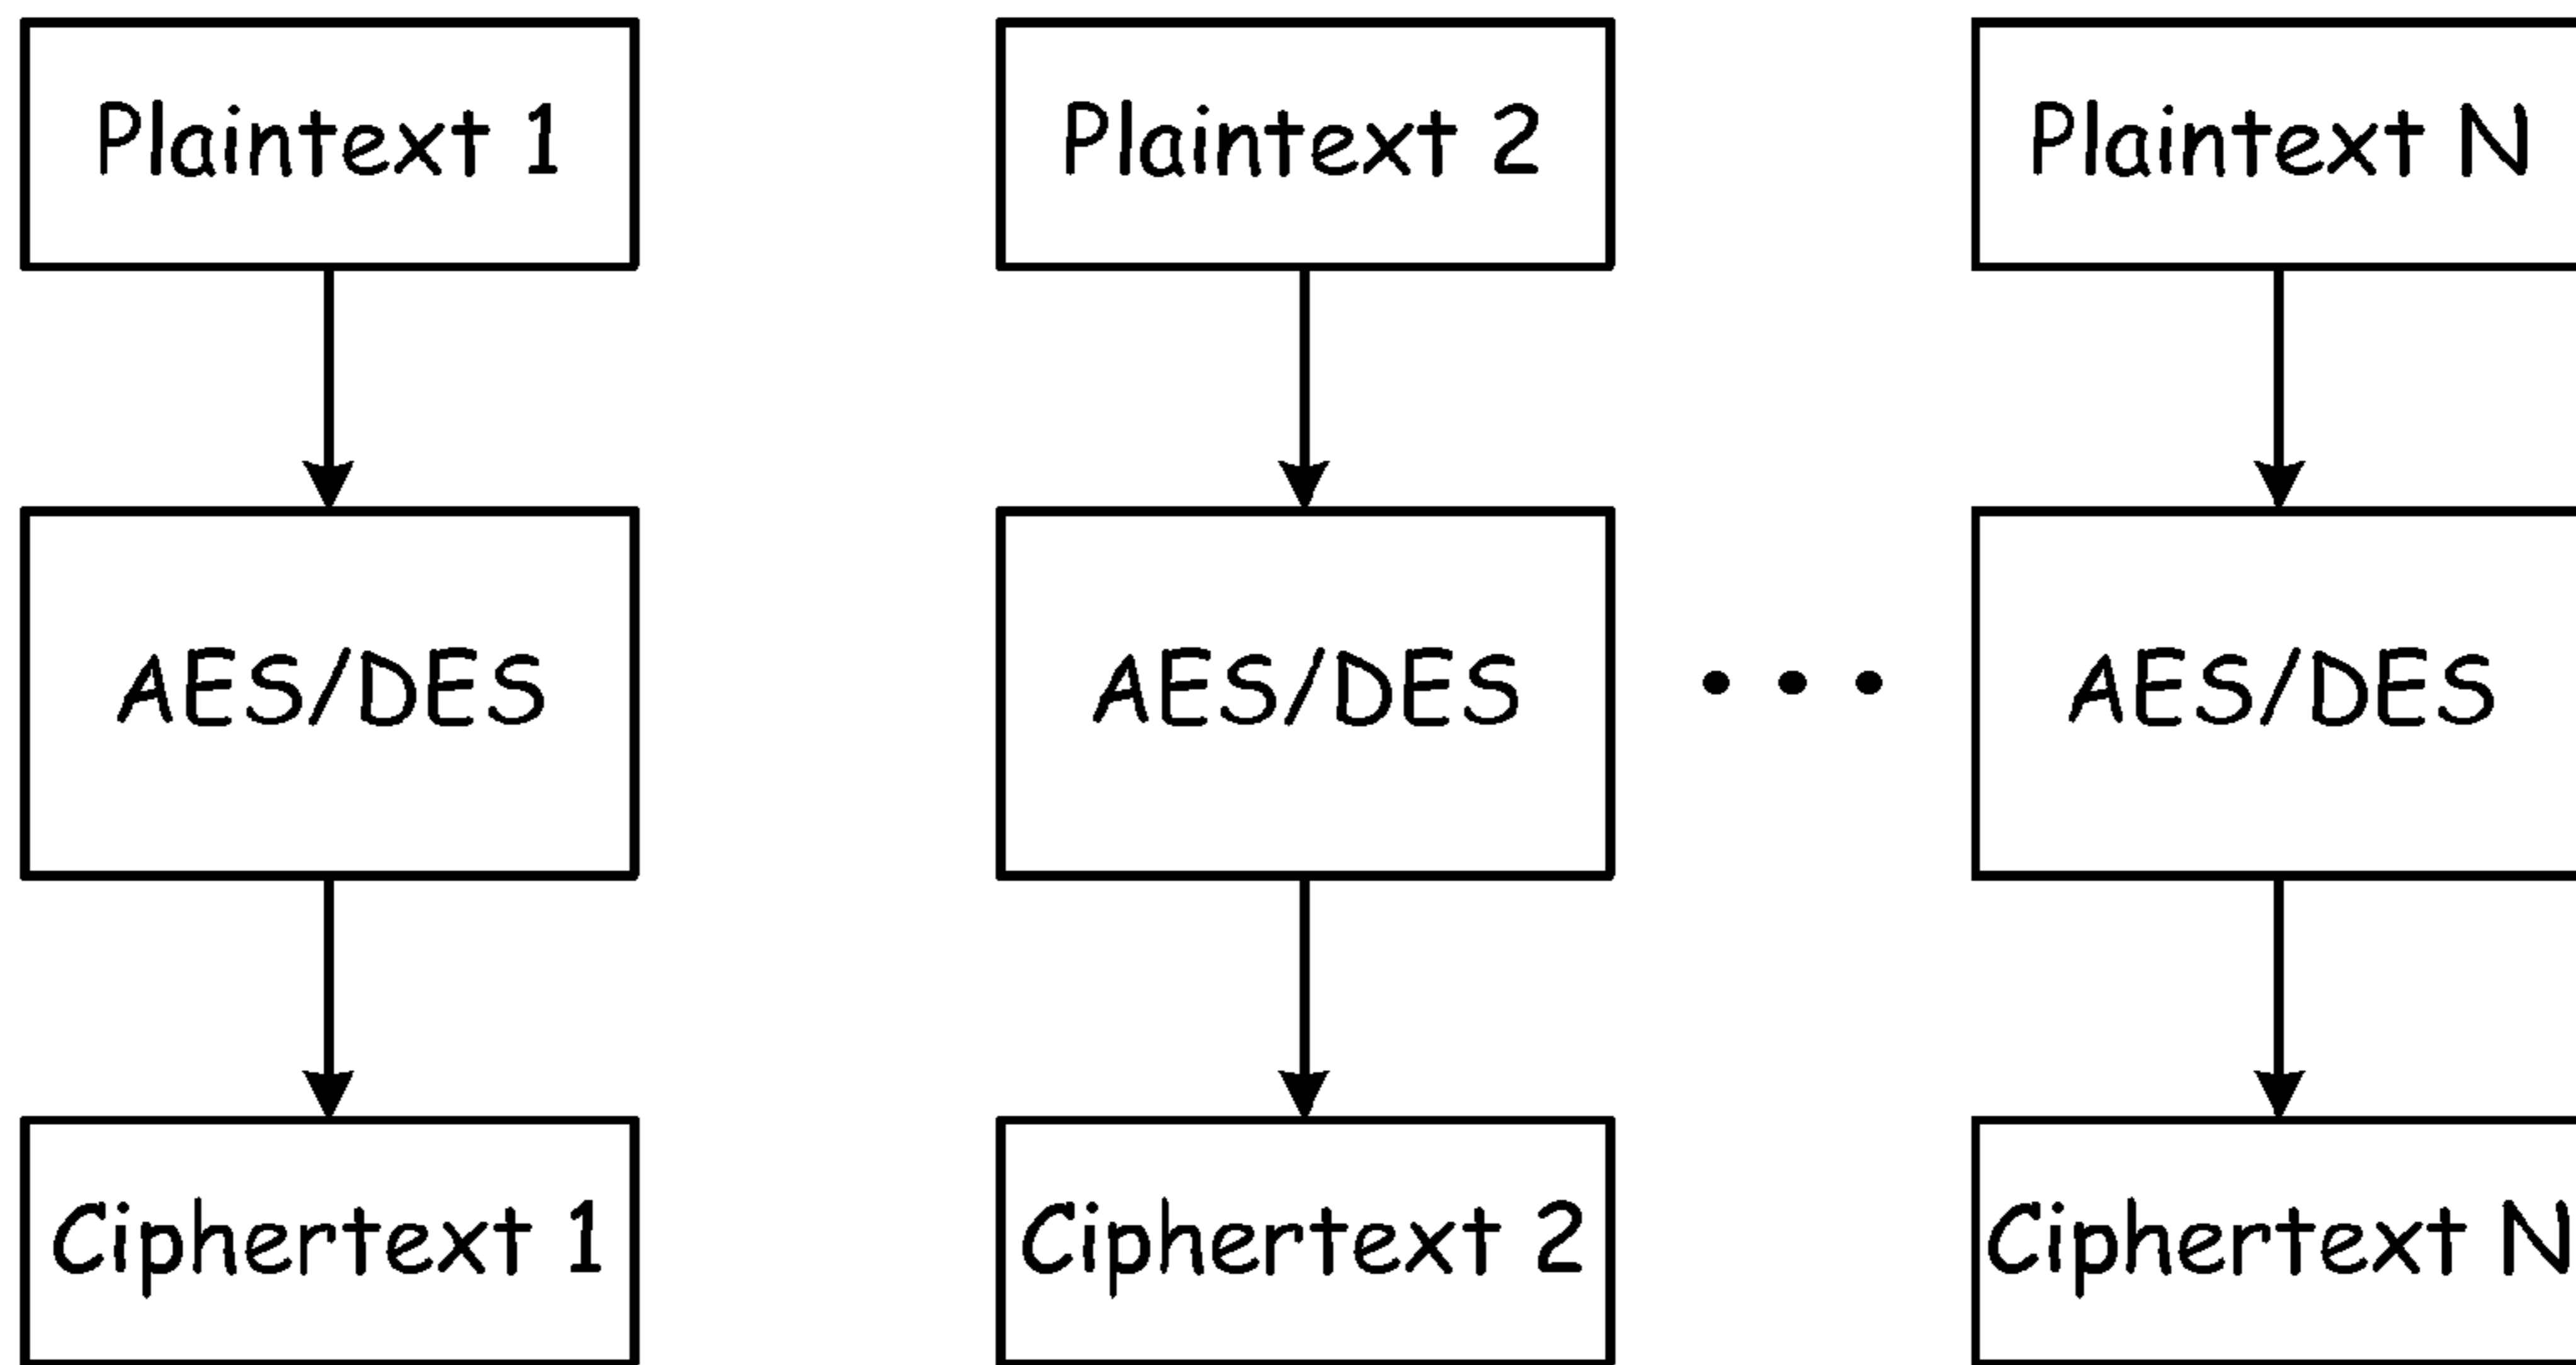 Plaintext 1
Plaintext 2
Plaintext N
AES/DES
AES/DES
AES/DES
Ciphertext 1
Ciphertext 2
Ciphertext N